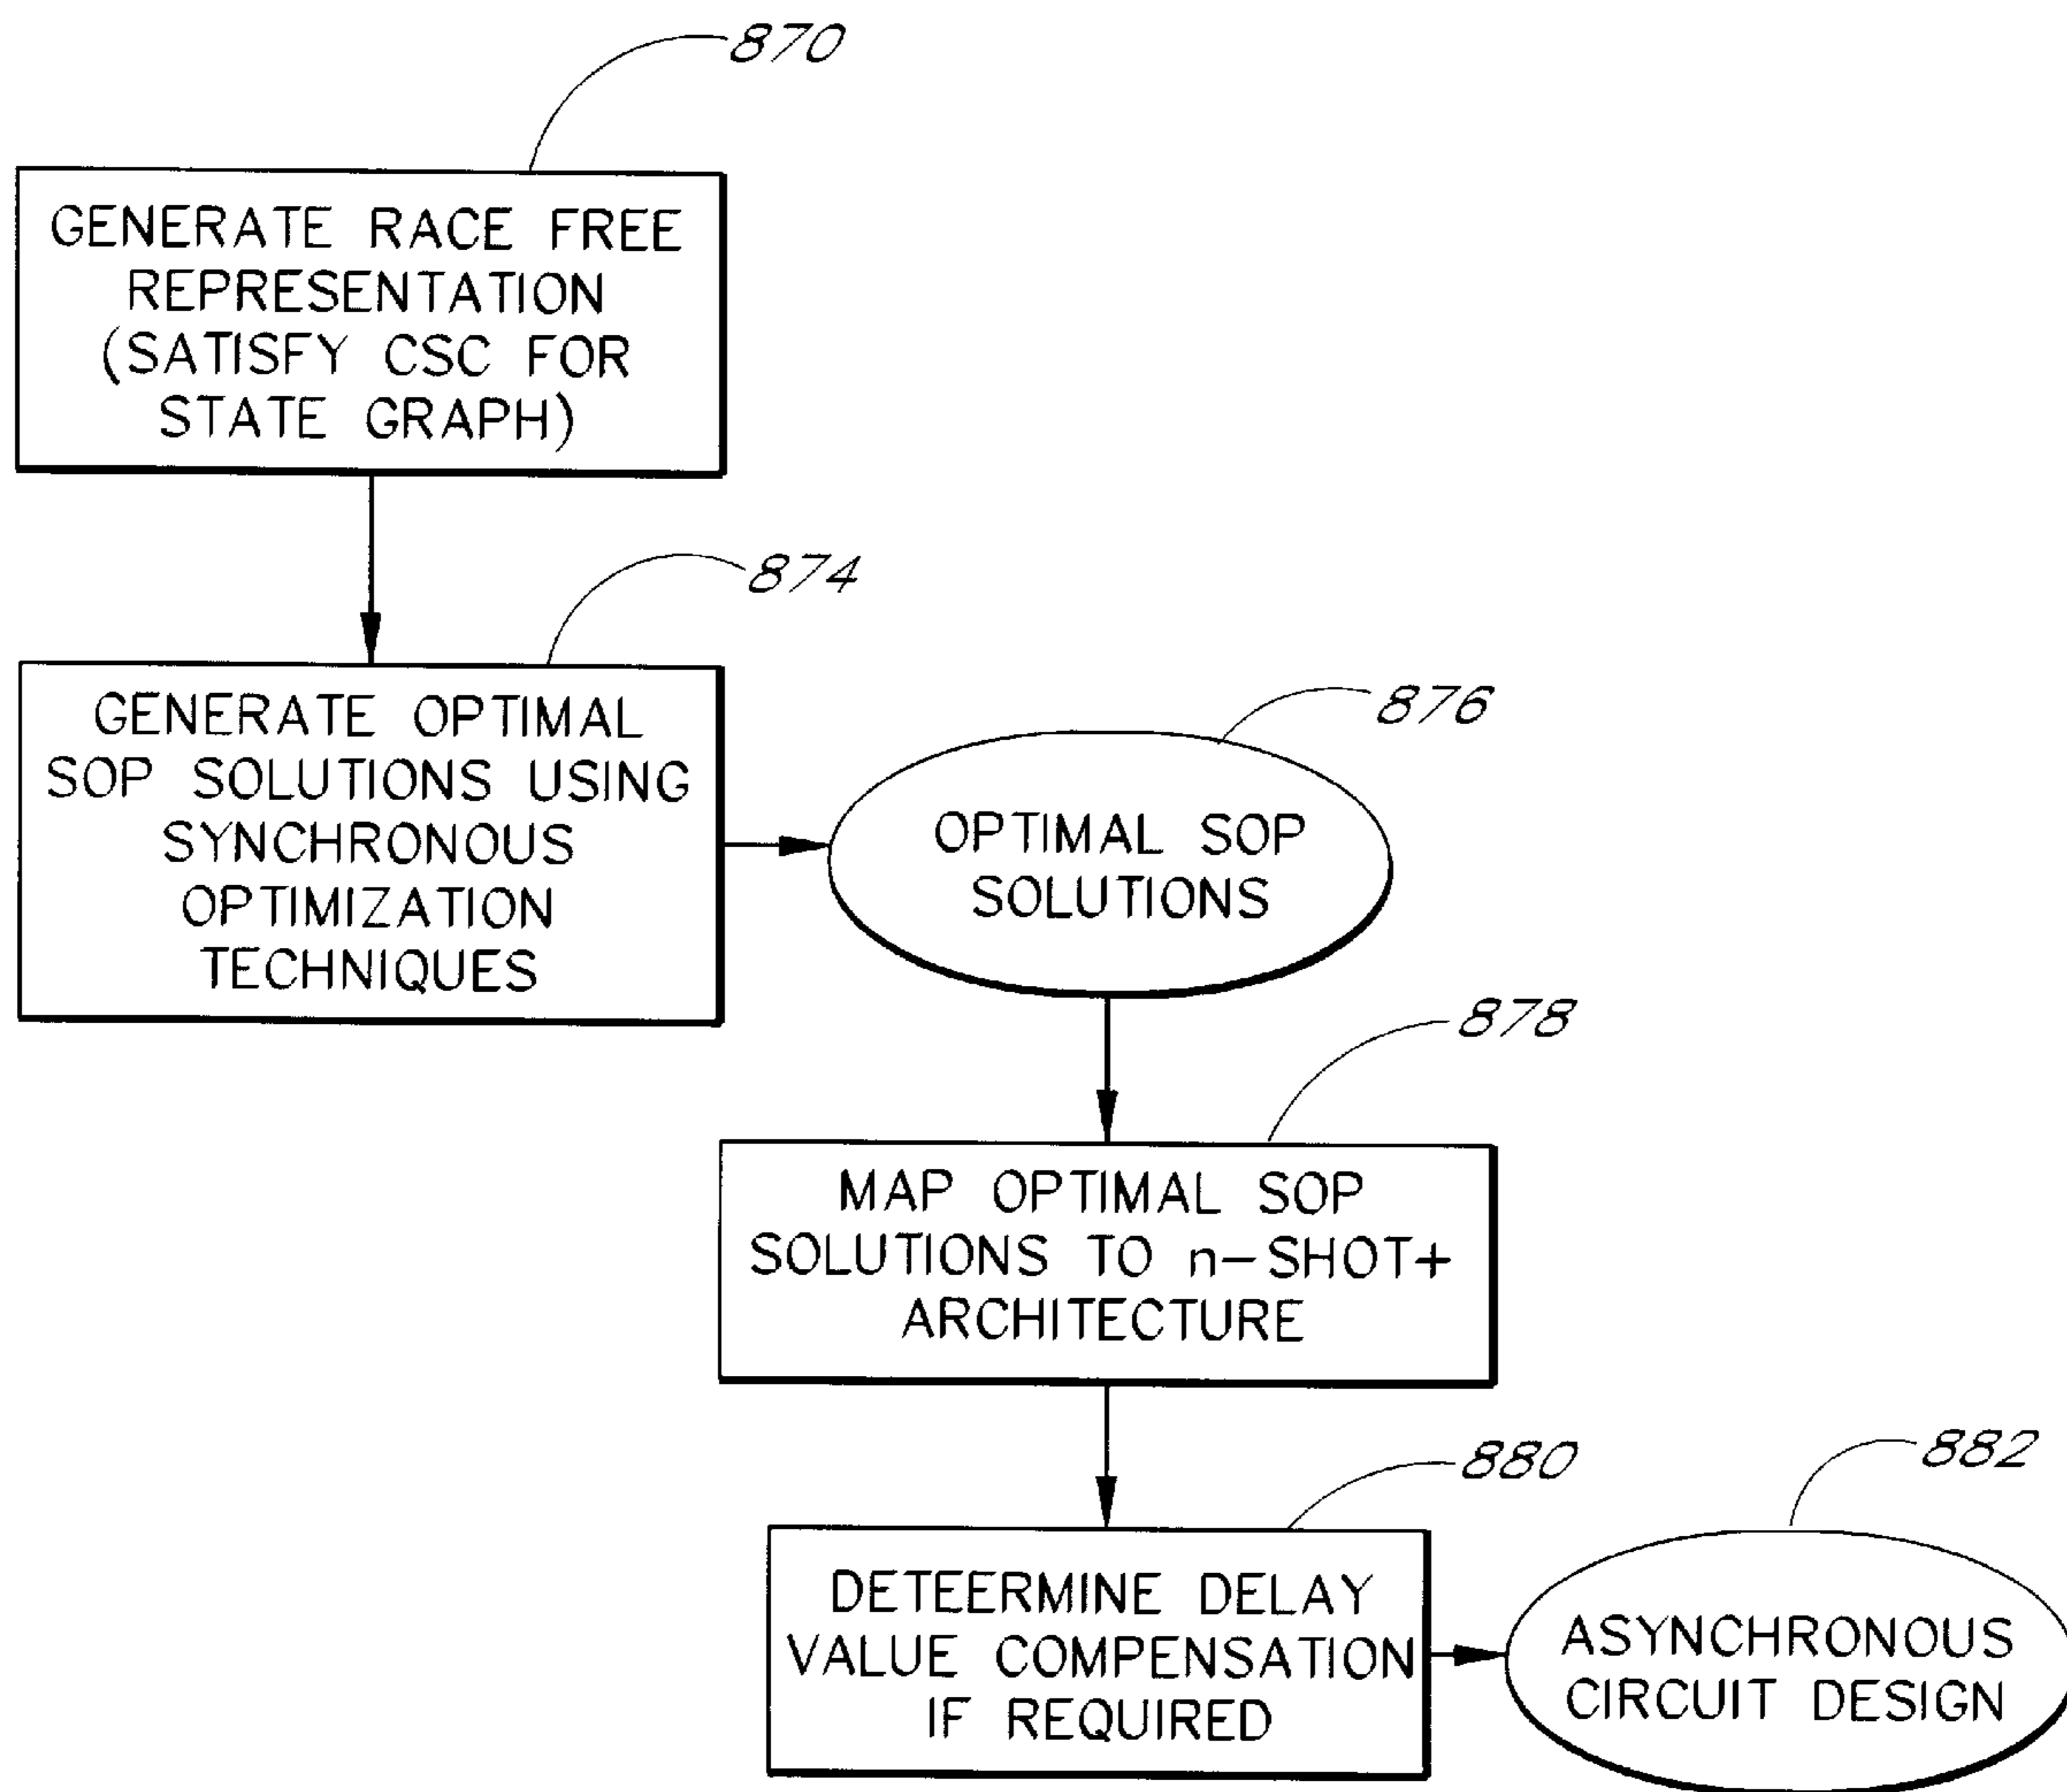 870
GENERATE RACE FREE
REPRESENTATION
(SATISFY CSC FOR
STATE GRAPH)
874
GENERATE OPTIMAL
SOP SOLUTIONS USING
SYNCHRONOUS
OPTIMIZATION
TECHNIQUES
876
OPTIMAL SOP
SOLUTIONS
878
MAP OPTIMAL SOP
SOLUTIONS TO n-SHOT+
ARCHITECTURE
880
DETEERMINE DELAY
VALUE COMPENSATION
IF REQUIRED
882
ASYNCHRONOUS
CIRCUIT DESIGN